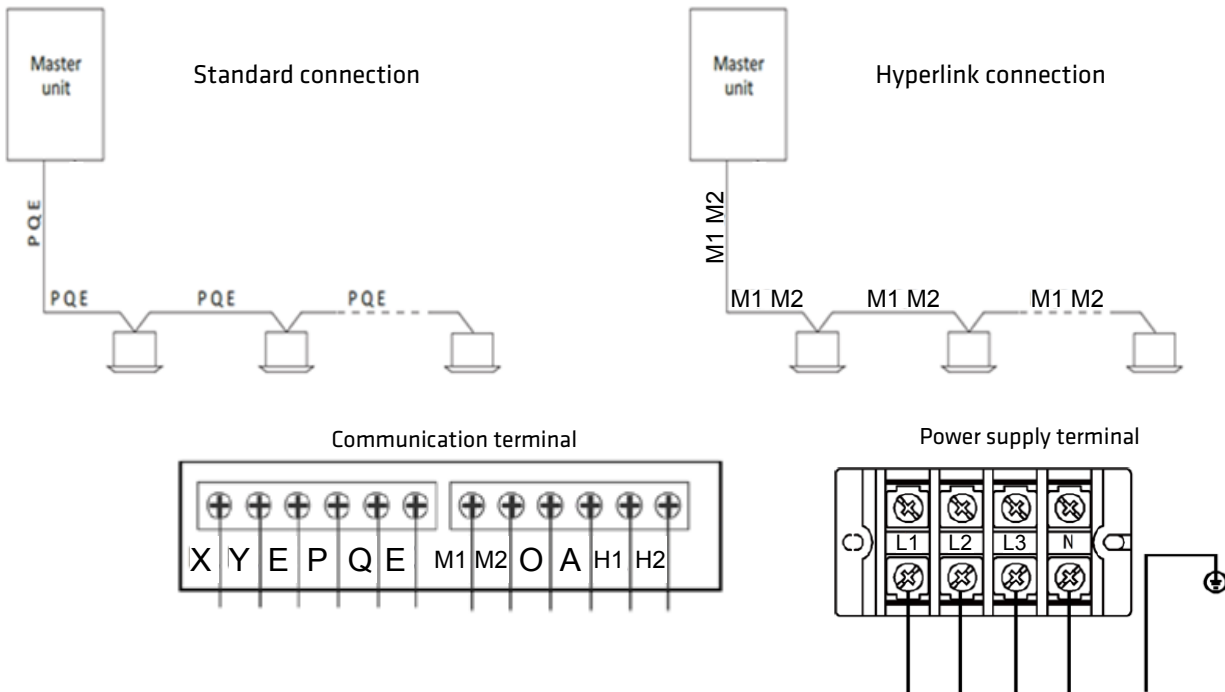 Master
unit
Standard connection
PQE
PQE
PQE
PQE
Master
unit
Hyperlink connection
M1 M2
M1 M2
M1 M2
M1 M2
Communication terminal
X Y E P Q E M1 M2 O A H1 H2
Power supply terminal
L1 L2 L3 N